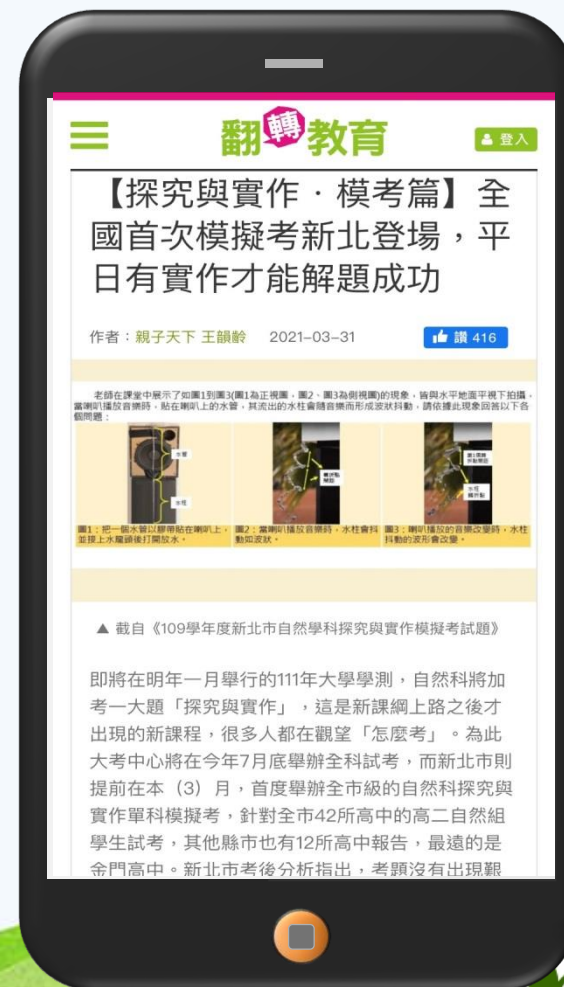 翻轉教育
登入
【探究與實作．模考篇】全
國首次模擬考新北登場，平
日有實作才能解題成功
作者：親子天下 王韻齡 2021-03-31
讚 416
老師在課堂中展示了如圖1到圖3(圖1為正視圖，圖2、圖3為側視圖)的現象，皆與水平地面平視下拍攝，
當喇叭播放音樂時，貼在喇叭上的水管，其流出的水柱會隨音樂而形成波狀抖動，請依據此現象回答以下各
個問題：
水管
水柱
圖1：把一個水管以膠帶貼在喇叭上，
並接上水龍頭後打開放水。
圖2：當喇叭播放音樂時，水柱會抖
動如波狀。
圖3：喇叭播放的音樂改變時，水柱
抖動的波形會改變。
▲ 截自《109學年度新北市自然學科探究與實作模擬考試題》
即將在明年一月舉行的111年大學學測，自然科將加
考一大題「探究與實作」，這是新課綱上路之後才
出現的新課程，很多人都在觀望「怎麼考」。為此
大考中心將在今年7月底舉辦全科試考，而新北市則
提前在本（3）月，首度舉辦全市級的自然科探究與
實作單科模擬考，針對全市42所高中的高二自然組
學生試考，其他縣市也有12所高中報告，最遠的是
金門高中。新北市考後分析指出，考題沒有出現艱